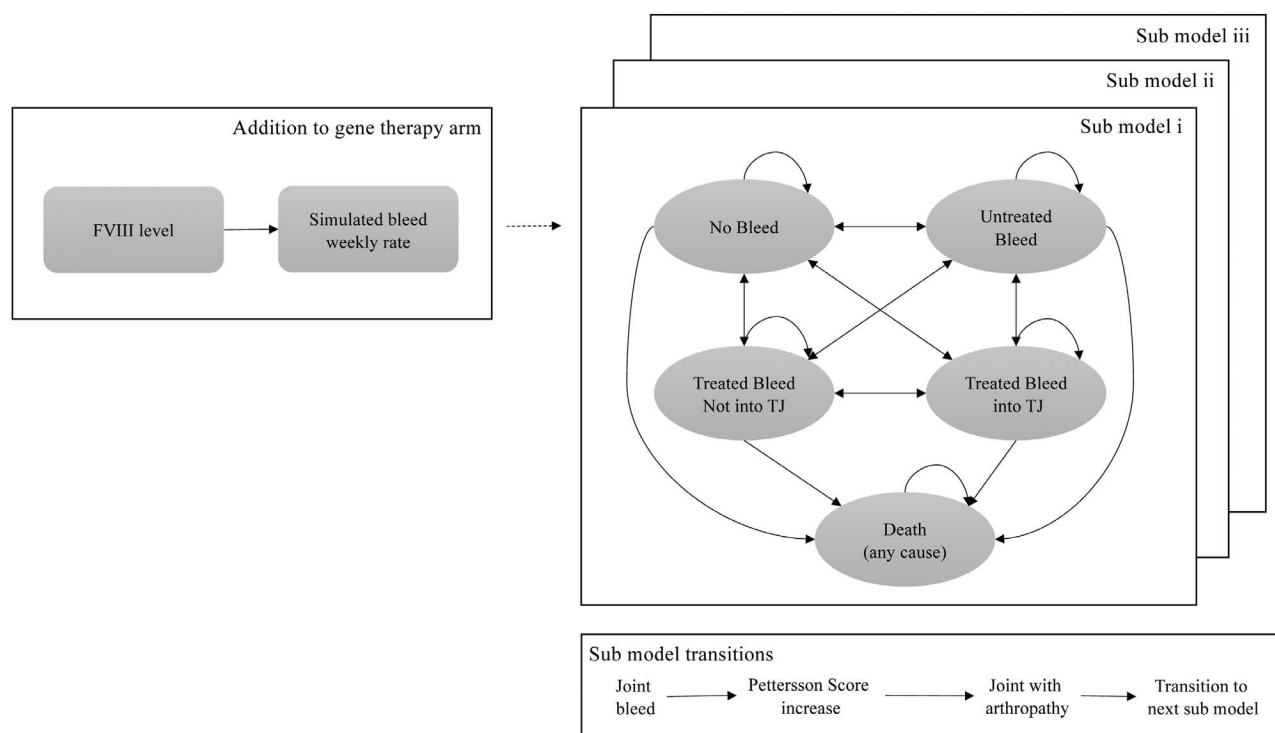 Sub model iii
Sub model ii
Sub model i
Addition to gene therapy arm
FVIII level
Simulated bleed
weekly rate
No Bleed
Untreated
Bleed
Treated Bleed
Not into TJ
Treated Bleed
into TJ
Death
(any cause)
Sub model transitions
Joint
bleed
Pettersson Score
increase
Joint with
arthropathy
Transition to
next sub model